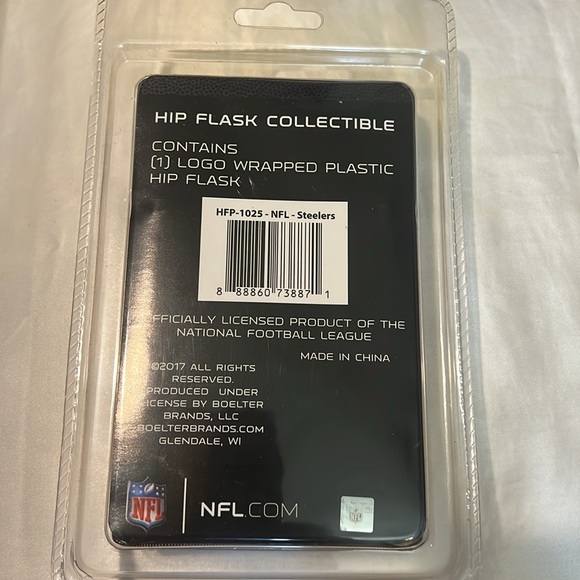 HIP FLASK COLLECTIBLE
CONTAINS
(1) LOGO WRAPPED PLASTIC
HIP FLASK
HFP-1025 - NFL - Steelers
8 88860 73887 1
OFFICIALLY LICENSED PRODUCT OF THE
NATIONAL FOOTBALL LEAGUE
MADE IN CHINA
©2017 ALL RIGHTS
RESERVED.
PRODUCED UNDER
LICENSE BY BOELTER
BRANDS, LLC
BOELTERBRANDS.COM
GLENDALE, WI
NFL
NFL.COM
NFL